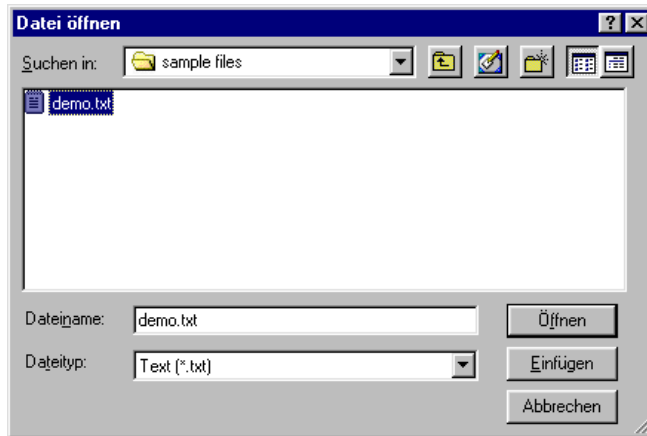 Datei öffnen
Suchen in: sample files
demo.txt
Dateiname: demo.txt Öffnen
Dateityp: Text (*.txt) Einfügen
Abbrechen